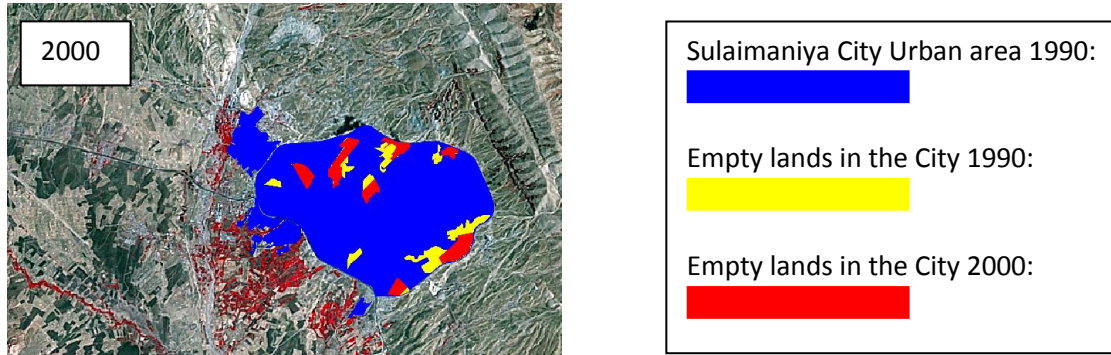 2000
Sulaimaniya City Urban area 1990:
Empty lands in the City 1990:
Empty lands in the City 2000: